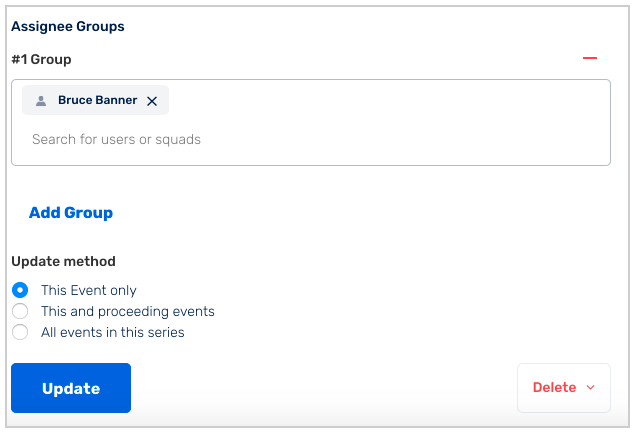 Assignee Groups
#1 Group
Bruce Banner
Search for users or squads
Add Group
Update method
This Event only
This and proceeding events
All events in this series
Update
Delete